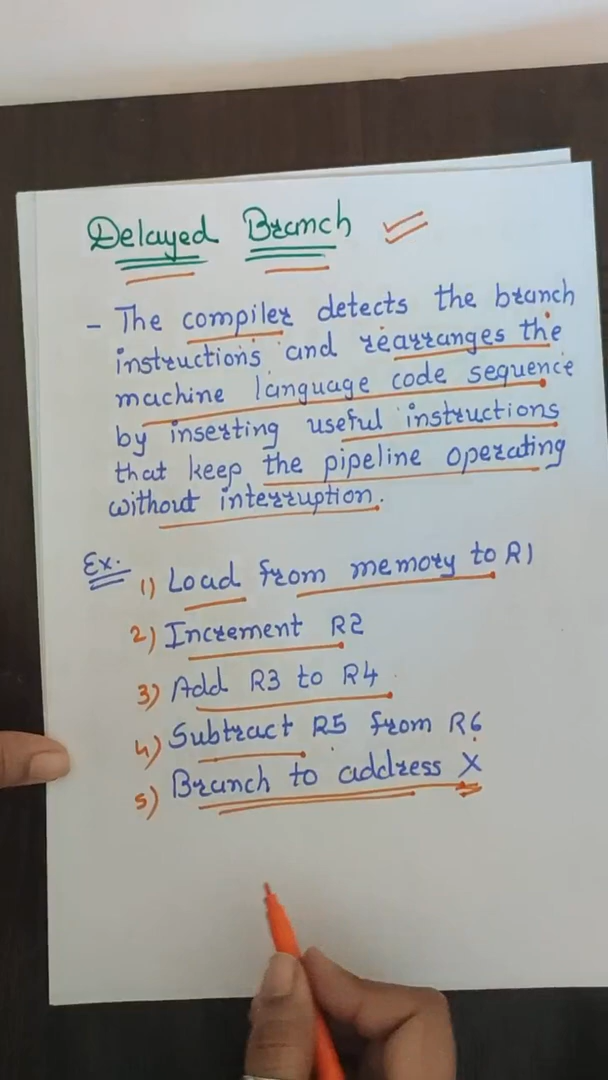 Delayed Branch
- The compiler detects the branch
instructions and rearranges the
machine language code sequence
by inserting useful instructions
that keep the pipeline operating
without interruption.
Ex. 1) Load from memory to R1
2) Increment R2
3) Add R3 to R4
4) Subtract R5 from R6
5) Branch to address X